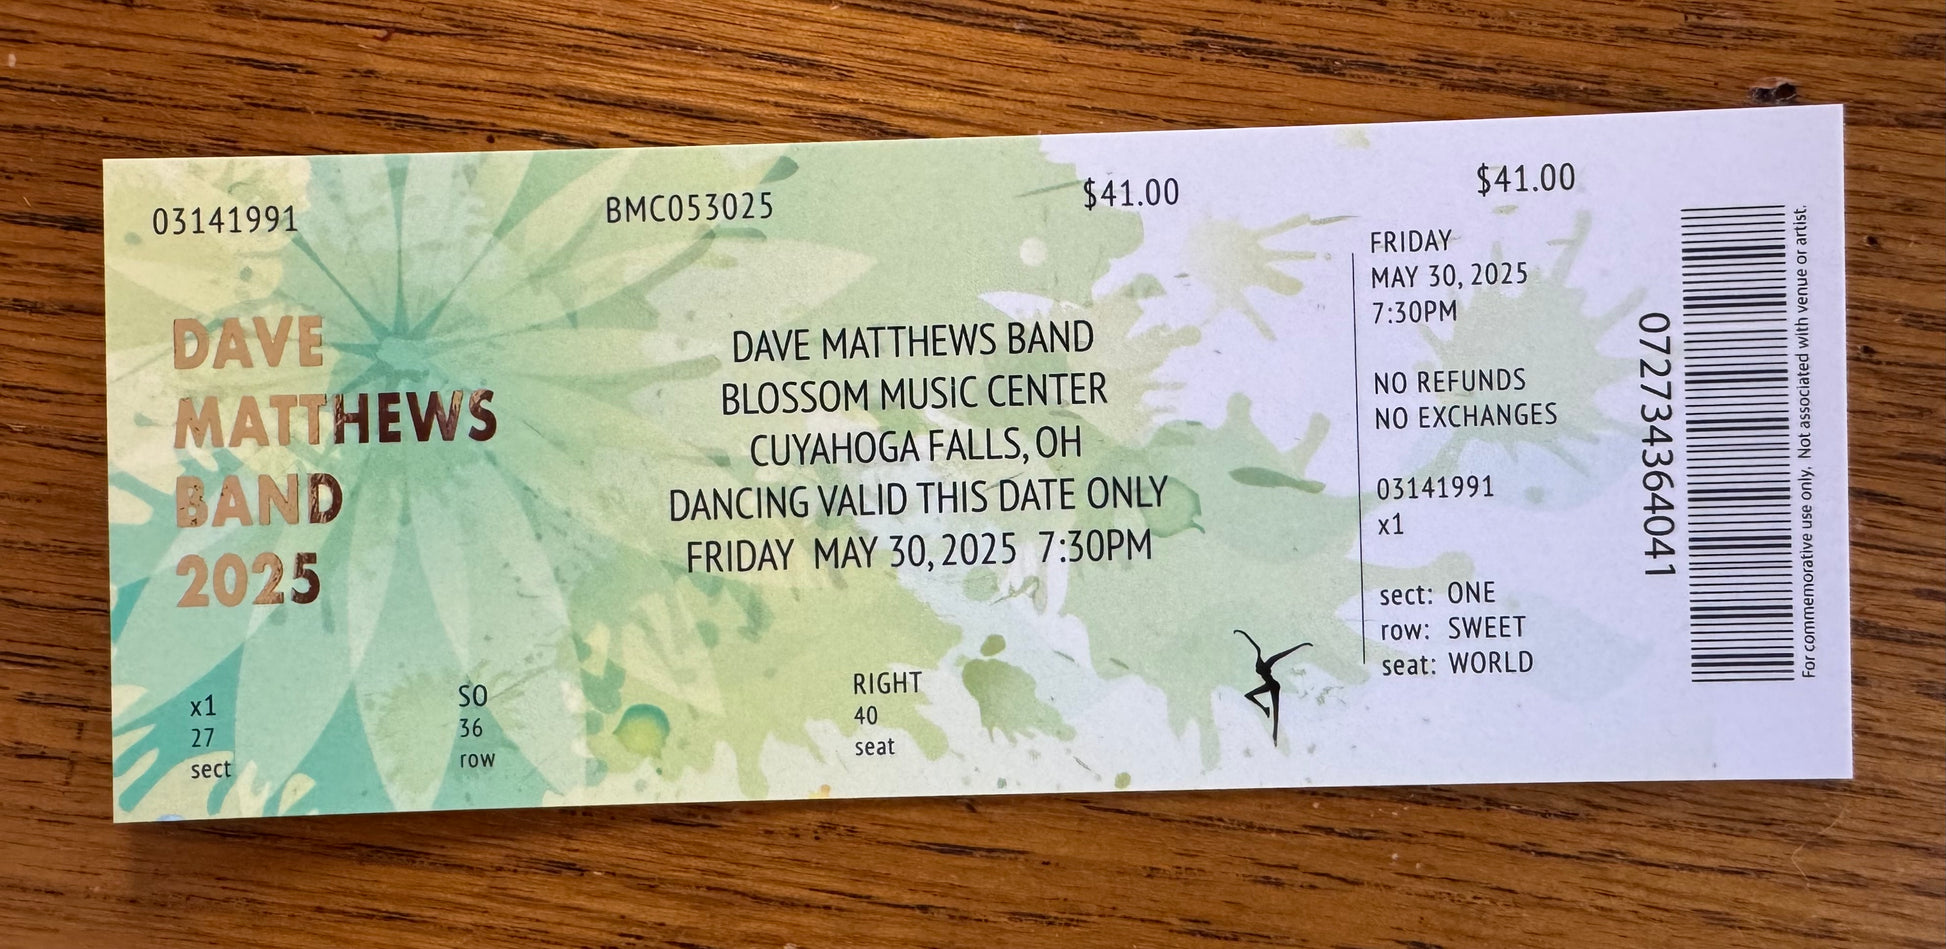 03141991
BMC053025
$41.00
DAVE
MATTHEWS
BAND
2025
DAVE MATTHEWS BAND
BLOSSOM MUSIC CENTER
CUYAHOGA FALLS, OH
DANCING VALID THIS DATE ONLY
FRIDAY MAY 30, 2025 7:30PM
x1
27
sect
SO
36
row
RIGHT
40
seat
$41.00
FRIDAY
MAY 30, 2025
7:30PM
NO REFUNDS
NO EXCHANGES
03141991
x1
sect: ONE
row: SWEET
seat: WORLD
072734364041
For commemorative use only. Not associated with venue or artist.